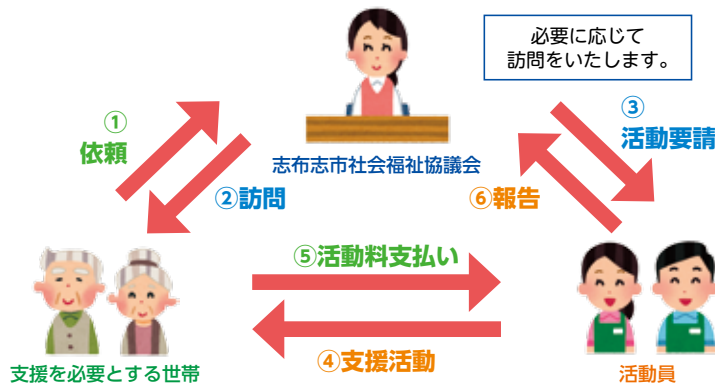 必要に応じて
訪問をいたします。
①
依頼
志布志市社会福祉協議会
③
活動要請
②訪問
⑥報告
⑤活動料支払い
④支援活動
支援を必要とする世帯
活動員